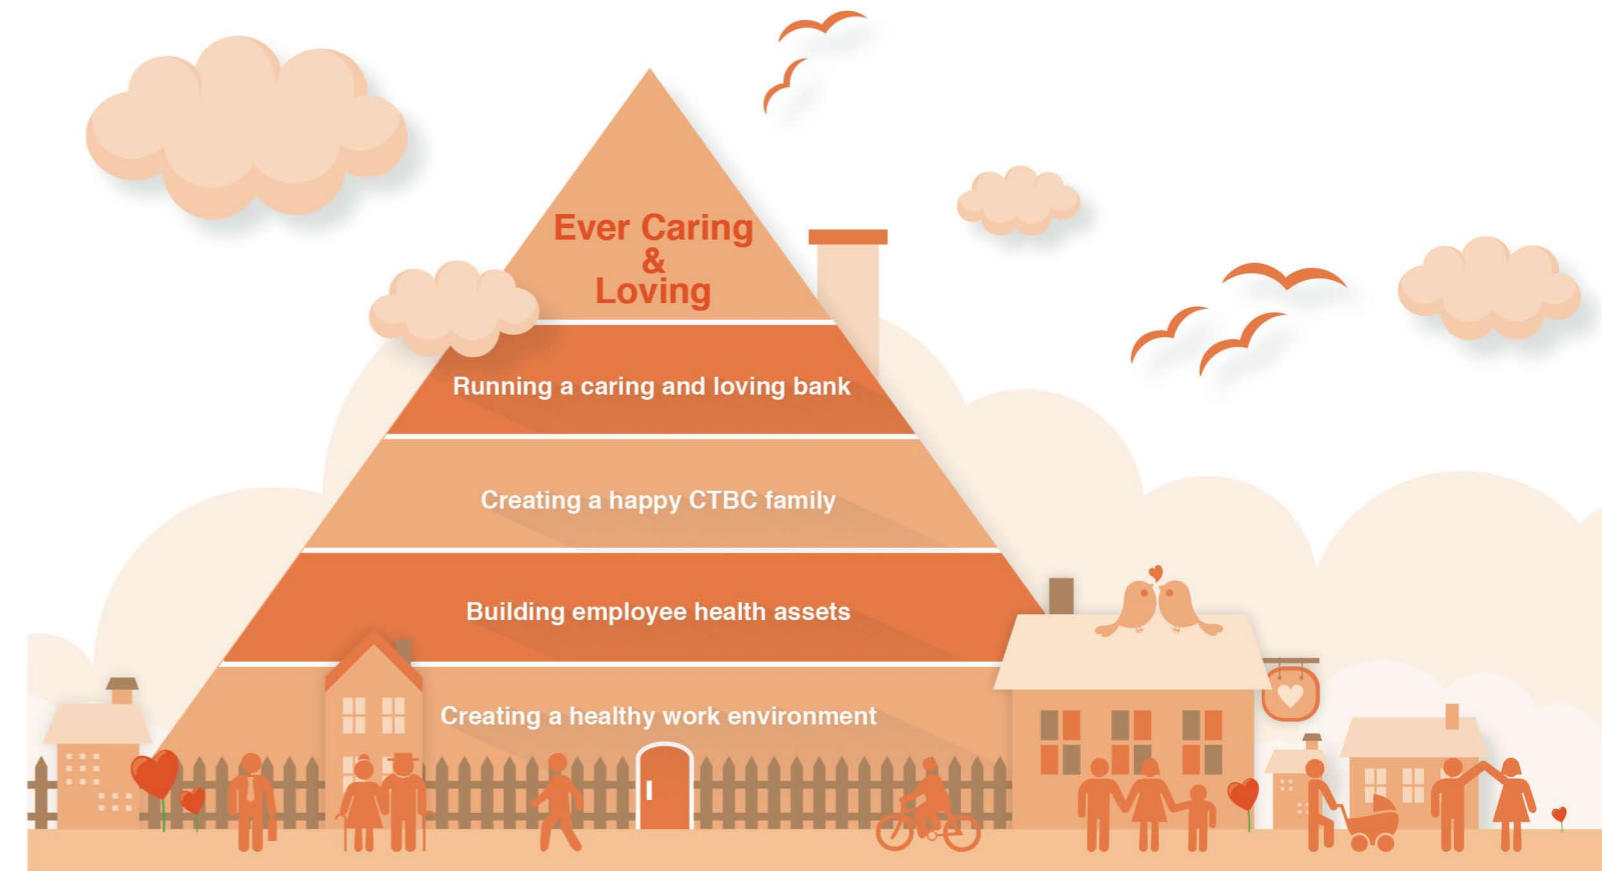 Ever Caring
&
Loving
Running a caring and loving bank
Creating a happy CTBC family
Building employee health assets
Creating a healthy work environment